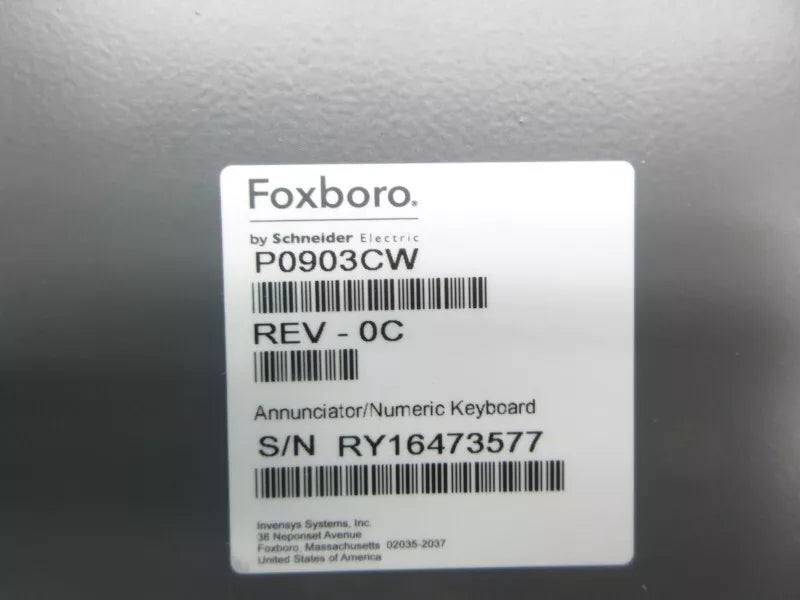 Foxboro®
by Schneider Electric
P0903CW
REV - 0C
Annunciator/Numeric Keyboard
S/N RY16473577
Invensys Systems, Inc.
38 Neponset Avenue
Foxboro, Massachusetts 02035-2037
United States of America